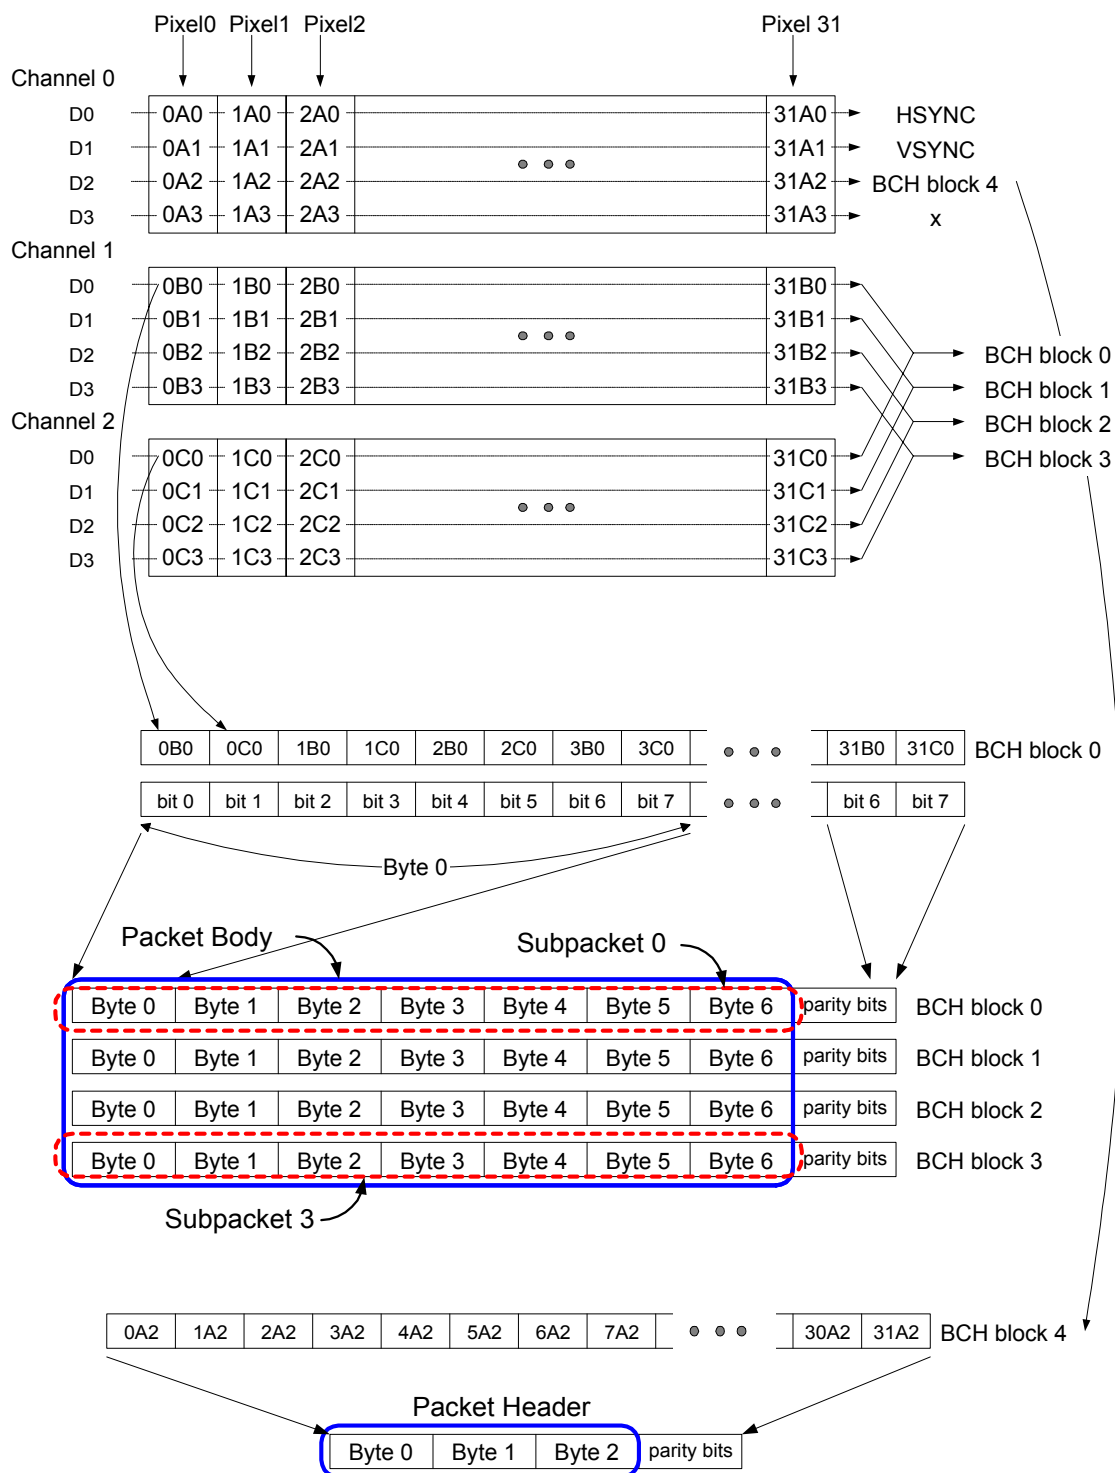 Pixel0 Pixel1 Pixel2 Pixel 31
Channel 0
D0 0A0 1A0 2A0 31A0 HSYNC
D1 0A1 1A1 2A1 31A1 VSYNC
D2 0A2 1A2 2A2 31A2 BCH block 4
D3 0A3 1A3 2A3 31A3 x
Channel 1
D0 0B0 1B0 2B0 31B0
D1 0B1 1B1 2B1 31B1
D2 0B2 1B2 2B2 31B2 BCH block 0
D3 0B3 1B3 2B3 31B3 BCH block 1
Channel 2 BCH block 2
D0 0C0 1C0 2C0 31C0 BCH block 3
D1 0C1 1C1 2C1 31C1
D2 0C2 1C2 2C2 31C2
D3 0C3 1C3 2C3 31C3
0B0 0C0 1B0 1C0 2B0 2C0 3B0 3C0 31B0 31C0 BCH block 0
bit 0 bit 1 bit 2 bit 3 bit 4 bit 5 bit 6 bit 7 bit 6 bit 7
Byte 0
Packet Body Subpacket 0
Byte 0 Byte 1 Byte 2 Byte 3 Byte 4 Byte 5 Byte 6 parity bits BCH block 0
Byte 0 Byte 1 Byte 2 Byte 3 Byte 4 Byte 5 Byte 6 parity bits BCH block 1
Byte 0 Byte 1 Byte 2 Byte 3 Byte 4 Byte 5 Byte 6 parity bits BCH block 2
Byte 0 Byte 1 Byte 2 Byte 3 Byte 4 Byte 5 Byte 6 parity bits BCH block 3
Subpacket 3
0A2 1A2 2A2 3A2 4A2 5A2 6A2 7A2 30A2 31A2 BCH block 4
Packet Header
Byte 0 Byte 1 Byte 2 parity bits